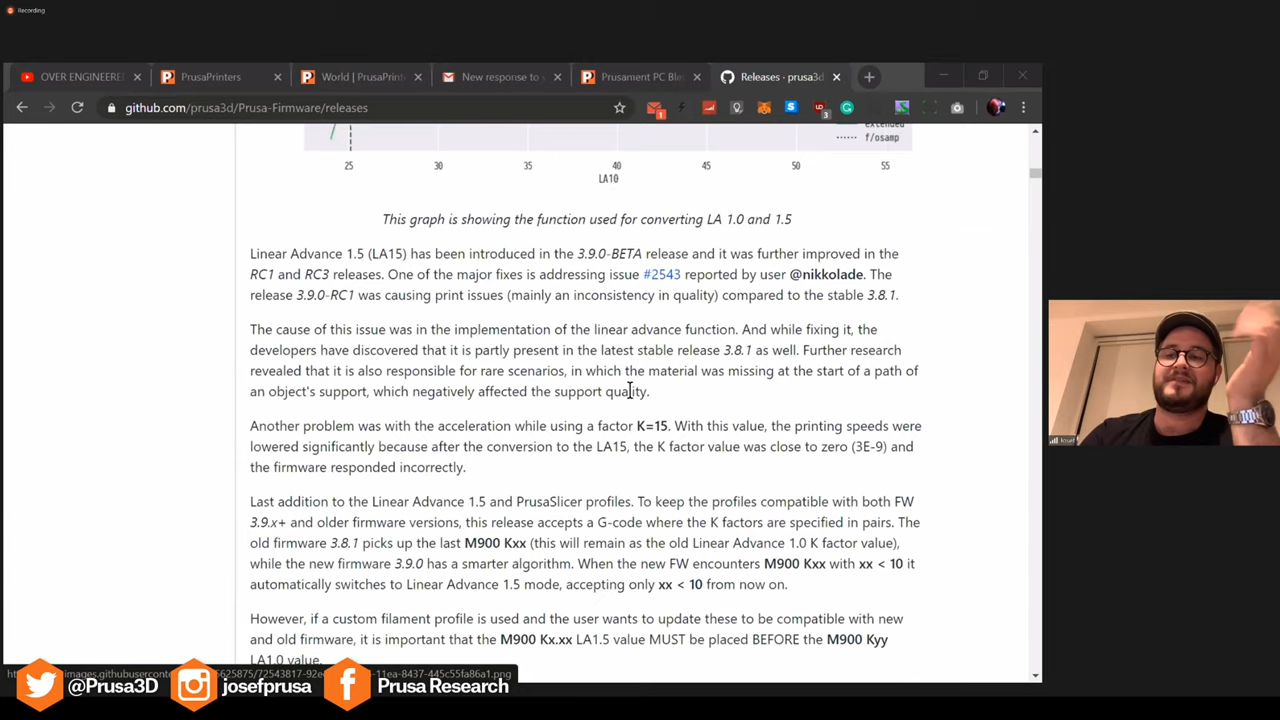 Recording
OVER ENGINEERE
PrusaPrinters
World | PrusaPrint
New response to s
Prusament PC Ble
Releases · prusa3d
github.com/prusa3d/Prusa-Firmware/releases
extended
f/osamp
25 30 35 40 45 50 55
LA10
This graph is showing the function used for converting LA 1.0 and 1.5
Linear Advance 1.5 (LA15) has been introduced in the 3.9.0-BETA release and it was further improved in the
RC1 and RC3 releases. One of the major fixes is addressing issue #2543 reported by user @nikkolade. The
release 3.9.0-RC1 was causing print issues (mainly an inconsistency in quality) compared to the stable 3.8.1.
The cause of this issue was in the implementation of the linear advance function. And while fixing it, the
developers have discovered that it is partly present in the latest stable release 3.8.1 as well. Further research
revealed that it is also responsible for rare scenarios, in which the material was missing at the start of a path of
an object's support, which negatively affected the support quality.
Another problem was with the acceleration while using a factor K=15. With this value, the printing speeds were
lowered significantly because after the conversion to the LA15, the K factor value was close to zero (3E-9) and
the firmware responded incorrectly.
Last addition to the Linear Advance 1.5 and PrusaSlicer profiles. To keep the profiles compatible with both FW
3.9.x+ and older firmware versions, this release accepts a G-code where the K factors are specified in pairs. The
old firmware 3.8.1 picks up the last M900 Kxx (this will remain as the old Linear Advance 1.0 K factor value),
while the new firmware 3.9.0 has a smarter algorithm. When the new FW encounters M900 Kxx with xx < 10 it
automatically switches to Linear Advance 1.5 mode, accepting only xx < 10 from now on.
However, if a custom filament profile is used and the user wants to update these to be compatible with new
and old firmware, it is important that the M900 Kx.xx LA1.5 value MUST be placed BEFORE the M900 Kyy
LA1.0 value.
@Prusa3D
josefprusa
Prusa Research
Josef